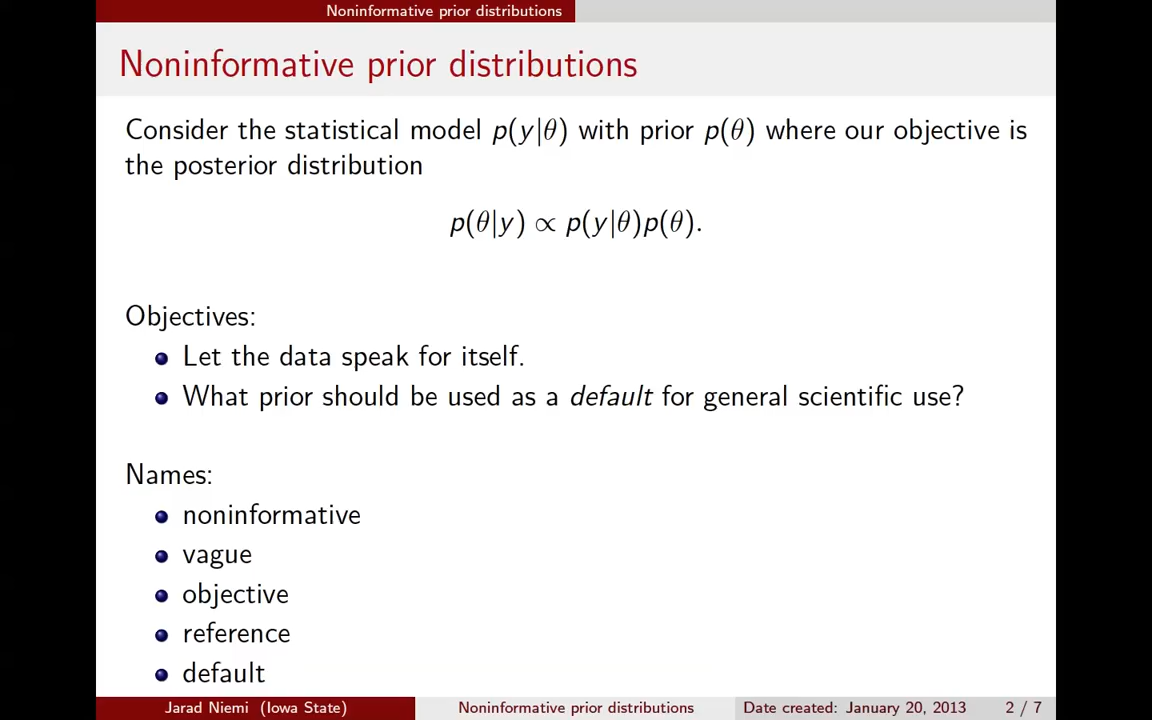 Noninformative prior distributions
Noninformative prior distributions
Consider the statistical model p(y|θ) with prior p(θ) where our objective is
the posterior distribution
p(θ|y) ∝ p(y|θ)p(θ).
Objectives:
Let the data speak for itself.
What prior should be used as a default for general scientific use?
Names:
noninformative
vague
objective
reference
default
Jarad Niemi (Iowa State) Noninformative prior distributions Date created: January 20, 2013 2 / 7